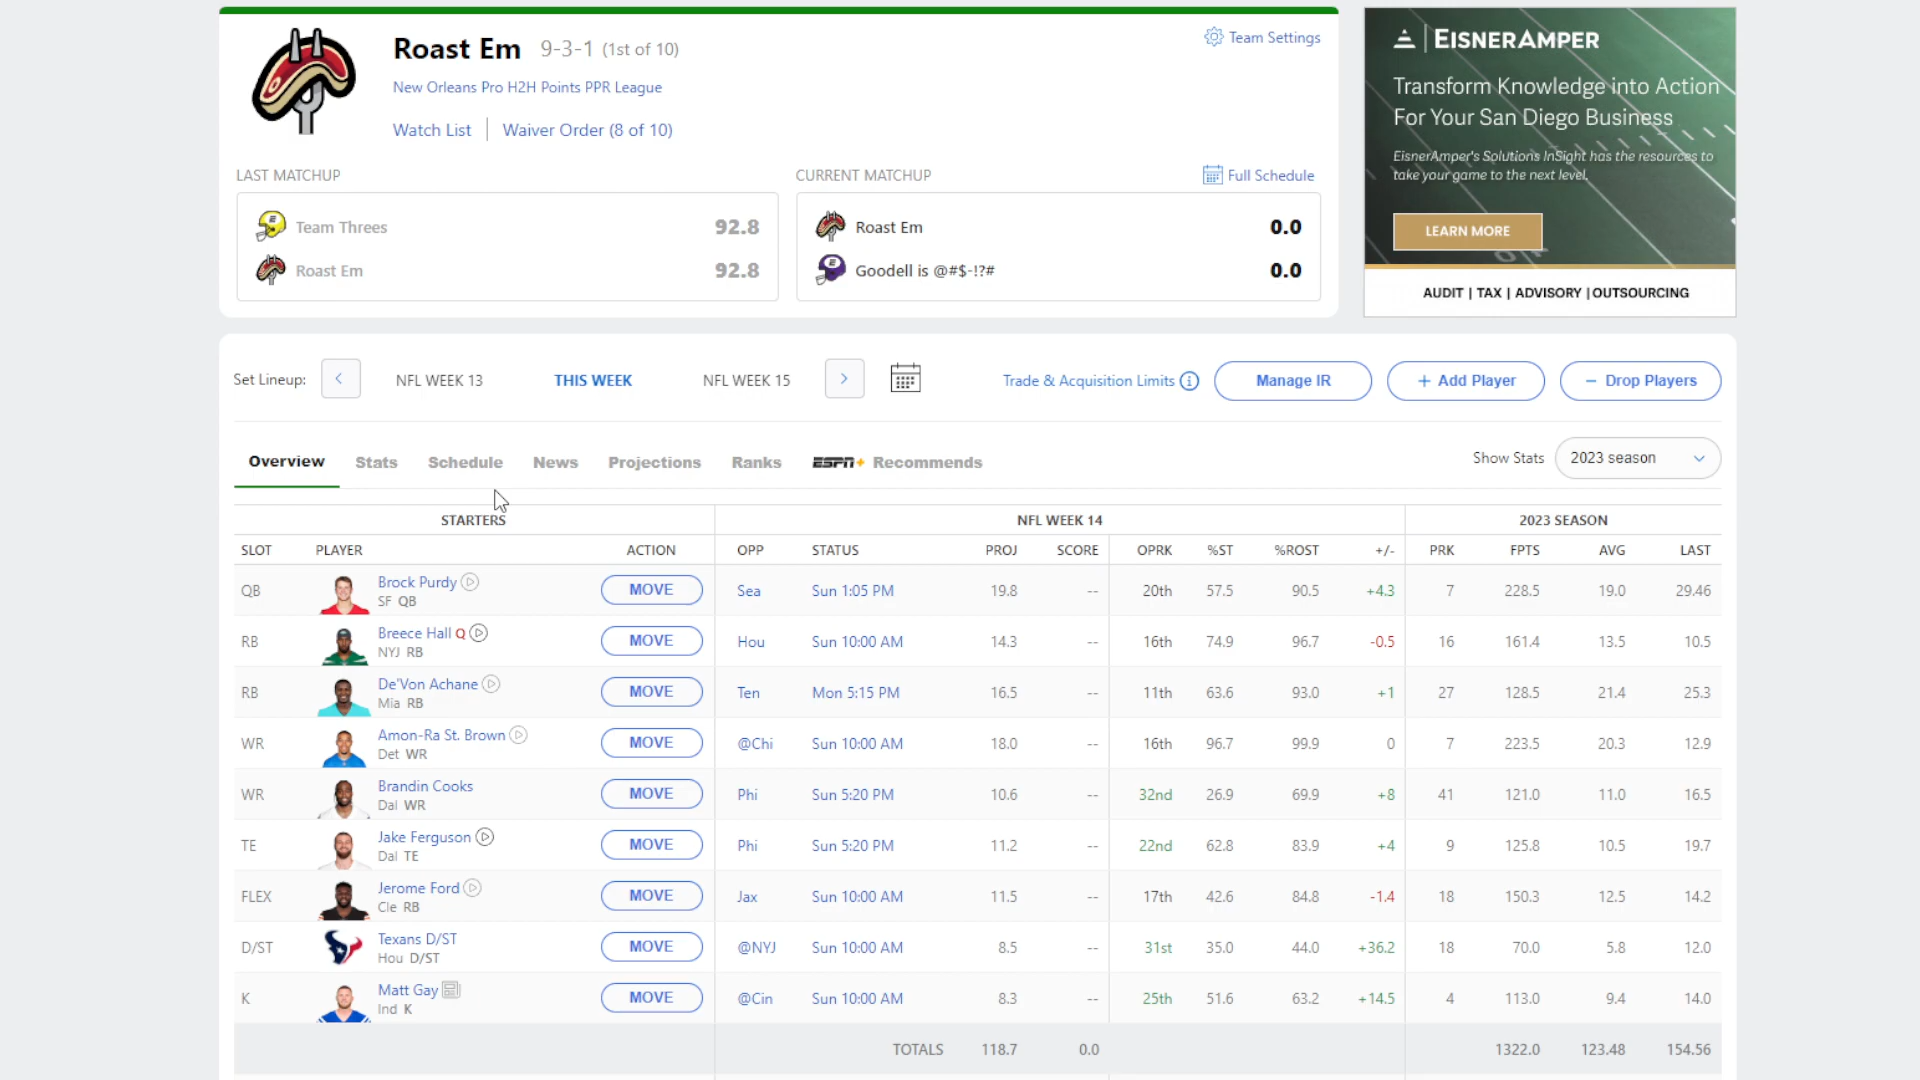 Roast Em 9-3-1 (1st of 10)
Team Settings
New Orleans Pro H2H Points PPR League
Watch List
Waiver Order (8 of 10)
LAST MATCHUP
Team Threes 92.8
Roast Em 92.8
CURRENT MATCHUP
Full Schedule
Roast Em 0.0
Goodell is @#$-!?# 0.0
EISNERAMPER
Transform Knowledge into Action
For Your San Diego Business
EisnerAmper's Solutions InSight has the resources to
take your game to the next level.
LEARN MORE
AUDIT | TAX | ADVISORY | OUTSOURCING
Set Lineup: NFL WEEK 13 THIS WEEK NFL WEEK 15 Trade & Acquisition Limits Manage IR + Add Player − Drop Players
Overview Stats Schedule News Projections Ranks ESPN+ Recommends Show Stats 2023 season
STARTERS NFL WEEK 14 2023 SEASON
SLOT PLAYER ACTION OPP STATUS PROJ SCORE OPRK %ST %ROST +/- PRK FPTS AVG LAST
QB Brock Purdy MOVE Sea Sun 1:05 PM 19.8 -- 20th 57.5 90.5 +4.3 7 228.5 19.0 29.46
SF QB
RB Breece Hall Q MOVE Hou Sun 10:00 AM 14.3 -- 16th 74.9 96.7 -0.5 16 161.4 13.5 10.5
NYJ RB
RB De'Von Achane MOVE Ten Mon 5:15 PM 16.5 -- 11th 63.6 93.0 +1 27 128.5 21.4 25.3
Mia RB
WR Amon-Ra St. Brown MOVE @Chi Sun 10:00 AM 18.0 -- 16th 96.7 99.9 0 7 223.5 20.3 12.9
Det WR
WR Brandin Cooks MOVE Phi Sun 5:20 PM 10.6 -- 32nd 26.9 69.9 +8 41 121.0 11.0 16.5
Dal WR
TE Jake Ferguson MOVE Phi Sun 5:20 PM 11.2 -- 22nd 62.8 83.9 +4 9 125.8 10.5 19.7
Dal TE
FLEX Jerome Ford MOVE Jax Sun 10:00 AM 11.5 -- 17th 42.6 84.8 -1.4 18 150.3 12.5 14.2
Cle RB
D/ST Texans D/ST MOVE @NYJ Sun 10:00 AM 8.5 -- 31st 35.0 44.0 +36.2 18 70.0 5.8 12.0
Hou D/ST
K Matt Gay MOVE @Cin Sun 10:00 AM 8.3 -- 25th 51.6 63.2 +14.5 4 113.0 9.4 14.0
Ind K
TOTALS 118.7 0.0 1322.0 123.48 154.56